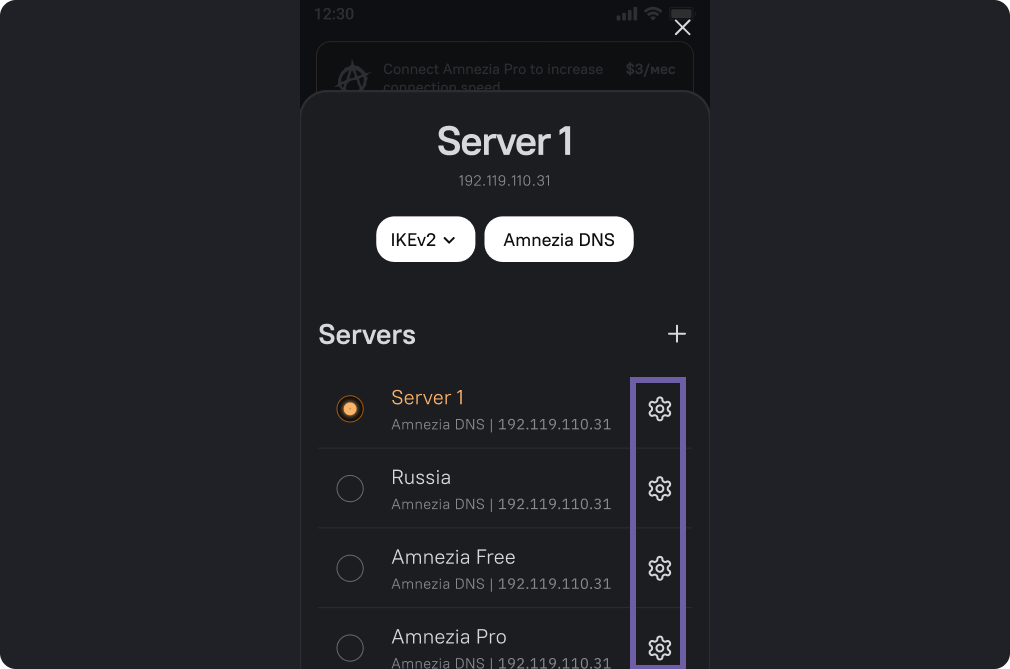 12:30
Connect Amnezia Pro to increase
connection speed
$3/мес
Server 1
192.119.110.31
IKEv2
Amnezia DNS
Servers
Server 1
Amnezia DNS | 192.119.110.31
Russia
Amnezia DNS | 192.119.110.31
Amnezia Free
Amnezia DNS | 192.119.110.31
Amnezia Pro
Amnezia DNS | 192.119.110.31